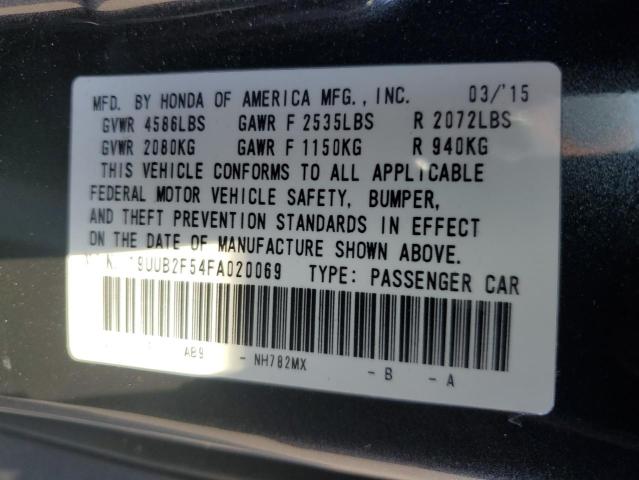 MFD. BY HONDA OF AMERICA MFG., INC. 03/'15
GVWR 4586LBS GAWR F 2535LBS R 2072LBS
GVWR 2080KG GAWR F 1150KG R 940KG
THIS VEHICLE CONFORMS TO ALL APPLICABLE
FEDERAL MOTOR VEHICLE SAFETY, BUMPER,
AND THEFT PREVENTION STANDARDS IN EFFECT
ON THE DATE OF MANUFACTURE SHOWN ABOVE.
19UUB2F54FA020069 TYPE: PASSENGER CAR
AB9 - NH782MX - B - A